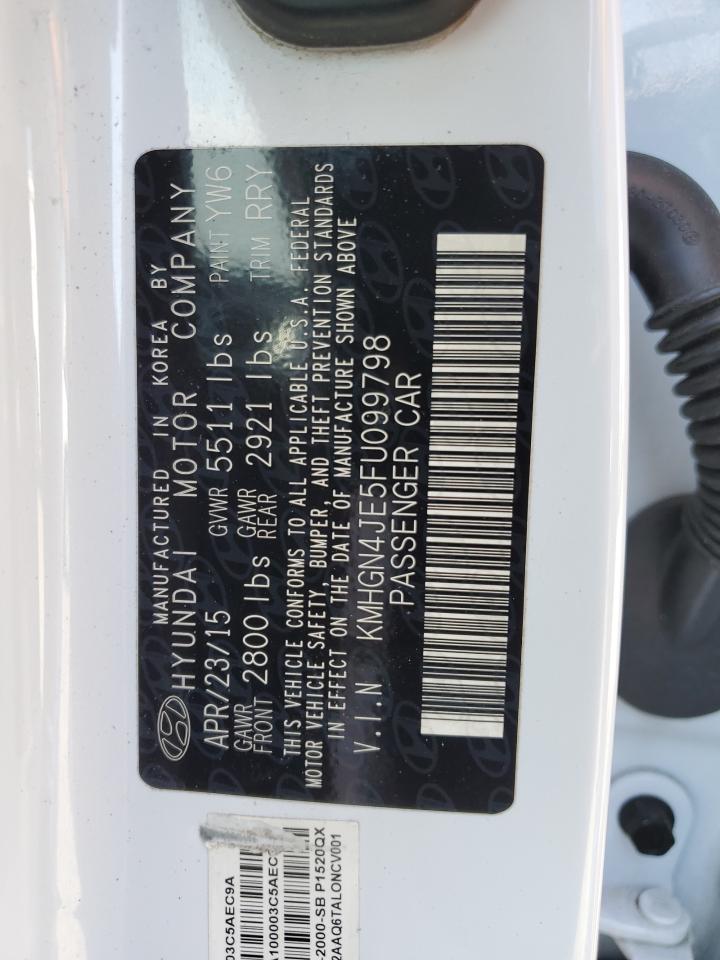 MANUFACTURED IN KOREA BY
HYUNDAI MOTOR COMPANY
APR/23/15 GVWR 5511 lbs PAINT YW6
GAWR FRONT 2800 lbs GAWR REAR 2921 lbs TRIM RRY
THIS VEHICLE CONFORMS TO ALL APPLICABLE U.S.A. FEDERAL
MOTOR VEHICLE SAFETY, BUMPER, AND THEFT PREVENTION STANDARDS
IN EFFECT ON THE DATE OF MANUFACTURE SHOWN ABOVE
V.I.N KMHGN4JE5FU099798
PASSENGER CAR
03C5AEC9A
A100003C5AEC
-2000-SB P1520QX
2AAQ6TALONCV001